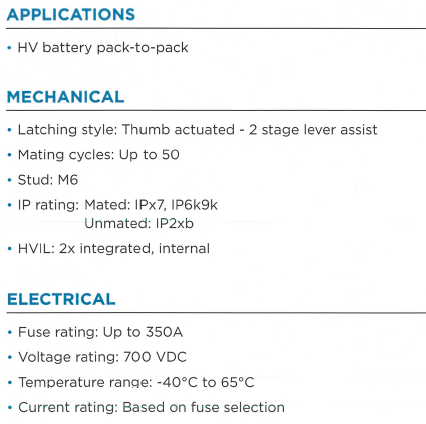 APPLICATIONS
• HV battery pack-to-pack
MECHANICAL
• Latching style: Thumb actuated - 2 stage lever assist
• Mating cycles: Up to 50
• Stud: M6
• IP rating: Mated: IPx7, IP6k9k
Unmated: IP2xb
• HVIL: 2x integrated, internal
ELECTRICAL
• Fuse rating: Up to 350A
• Voltage rating: 700 VDC
• Temperature range: -40°C to 65°C
• Current rating: Based on fuse selection